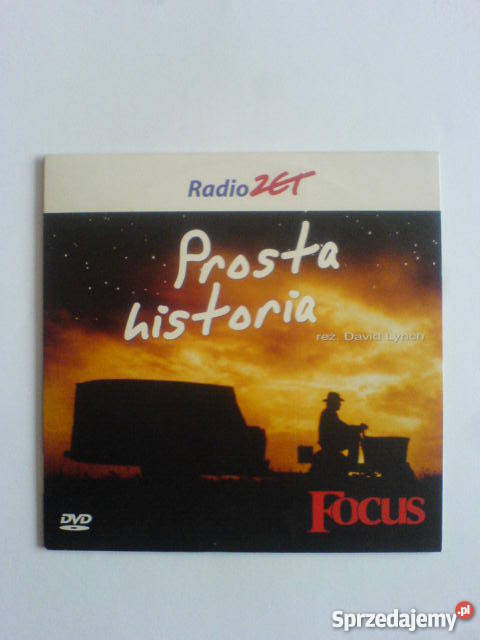 Radio ZET
Prosta
historia
reż. David Lynch
FOCUS
DVD
Sprzedajemy.pl